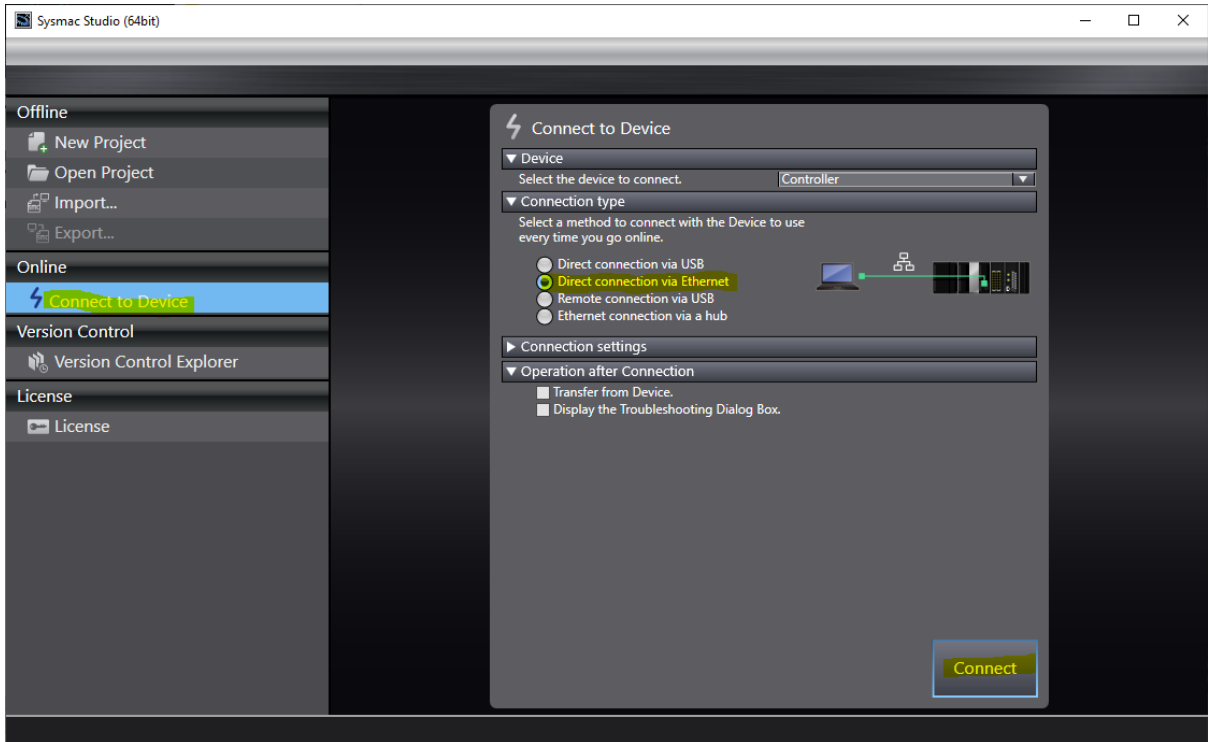 Sysmac Studio (64bit)
Offline
New Project
Open Project
Import...
Export...
Online
Connect to Device
Version Control
Version Control Explorer
License
License
Connect to Device
Device
Select the device to connect. Controller
Connection type
Select a method to connect with the Device to use
every time you go online.
Direct connection via USB
Direct connection via Ethernet
Remote connection via USB
Ethernet connection via a hub
Connection settings
Operation after Connection
Transfer from Device.
Display the Troubleshooting Dialog Box.
Connect